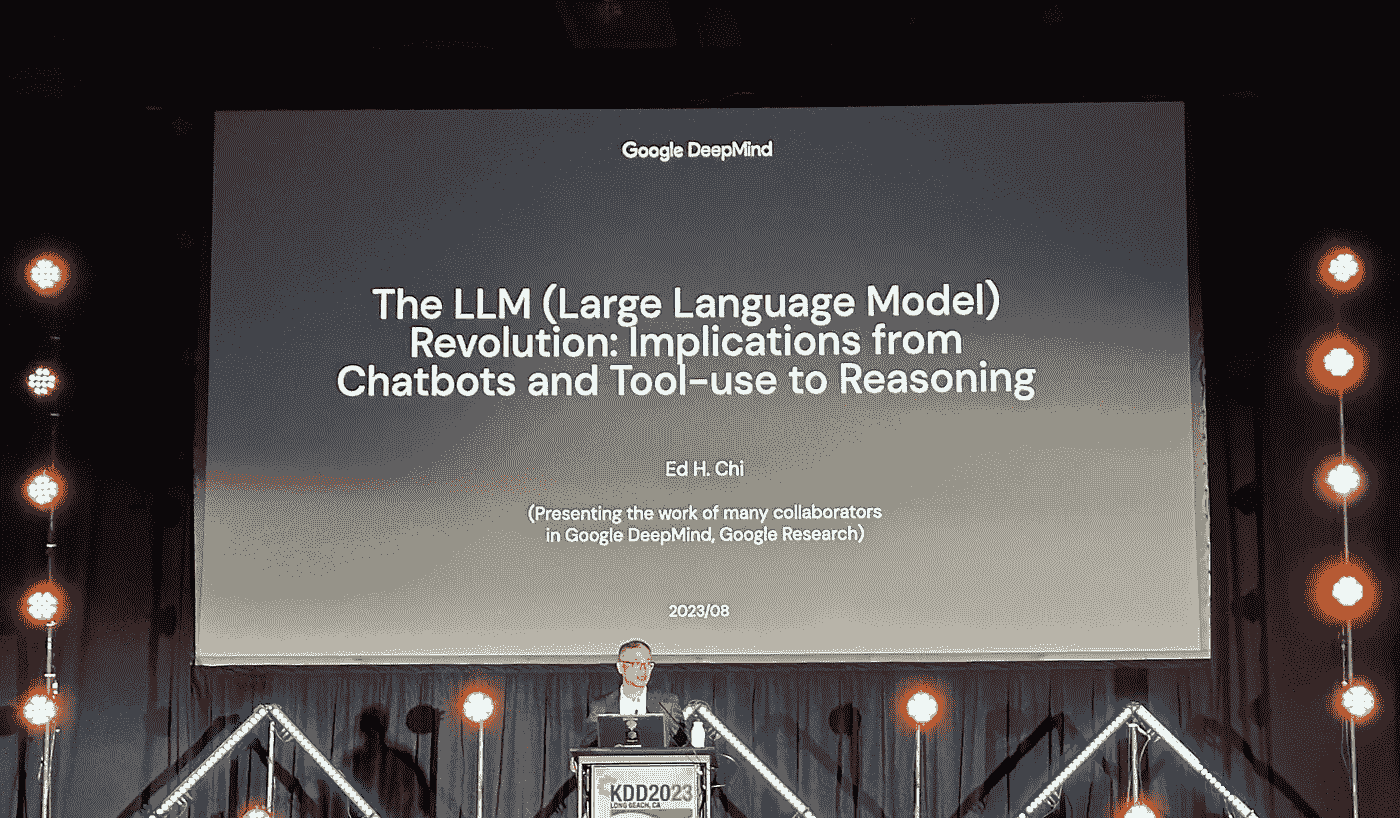 Google DeepMind
The LLM (Large Language Model)
Revolution: Implications from
Chatbots and Tool-use to Reasoning
Ed H. Chi
(Presenting the work of many collaborators
in Google DeepMind, Google Research)
2023/08
KDD2023
LONG BEACH, CA